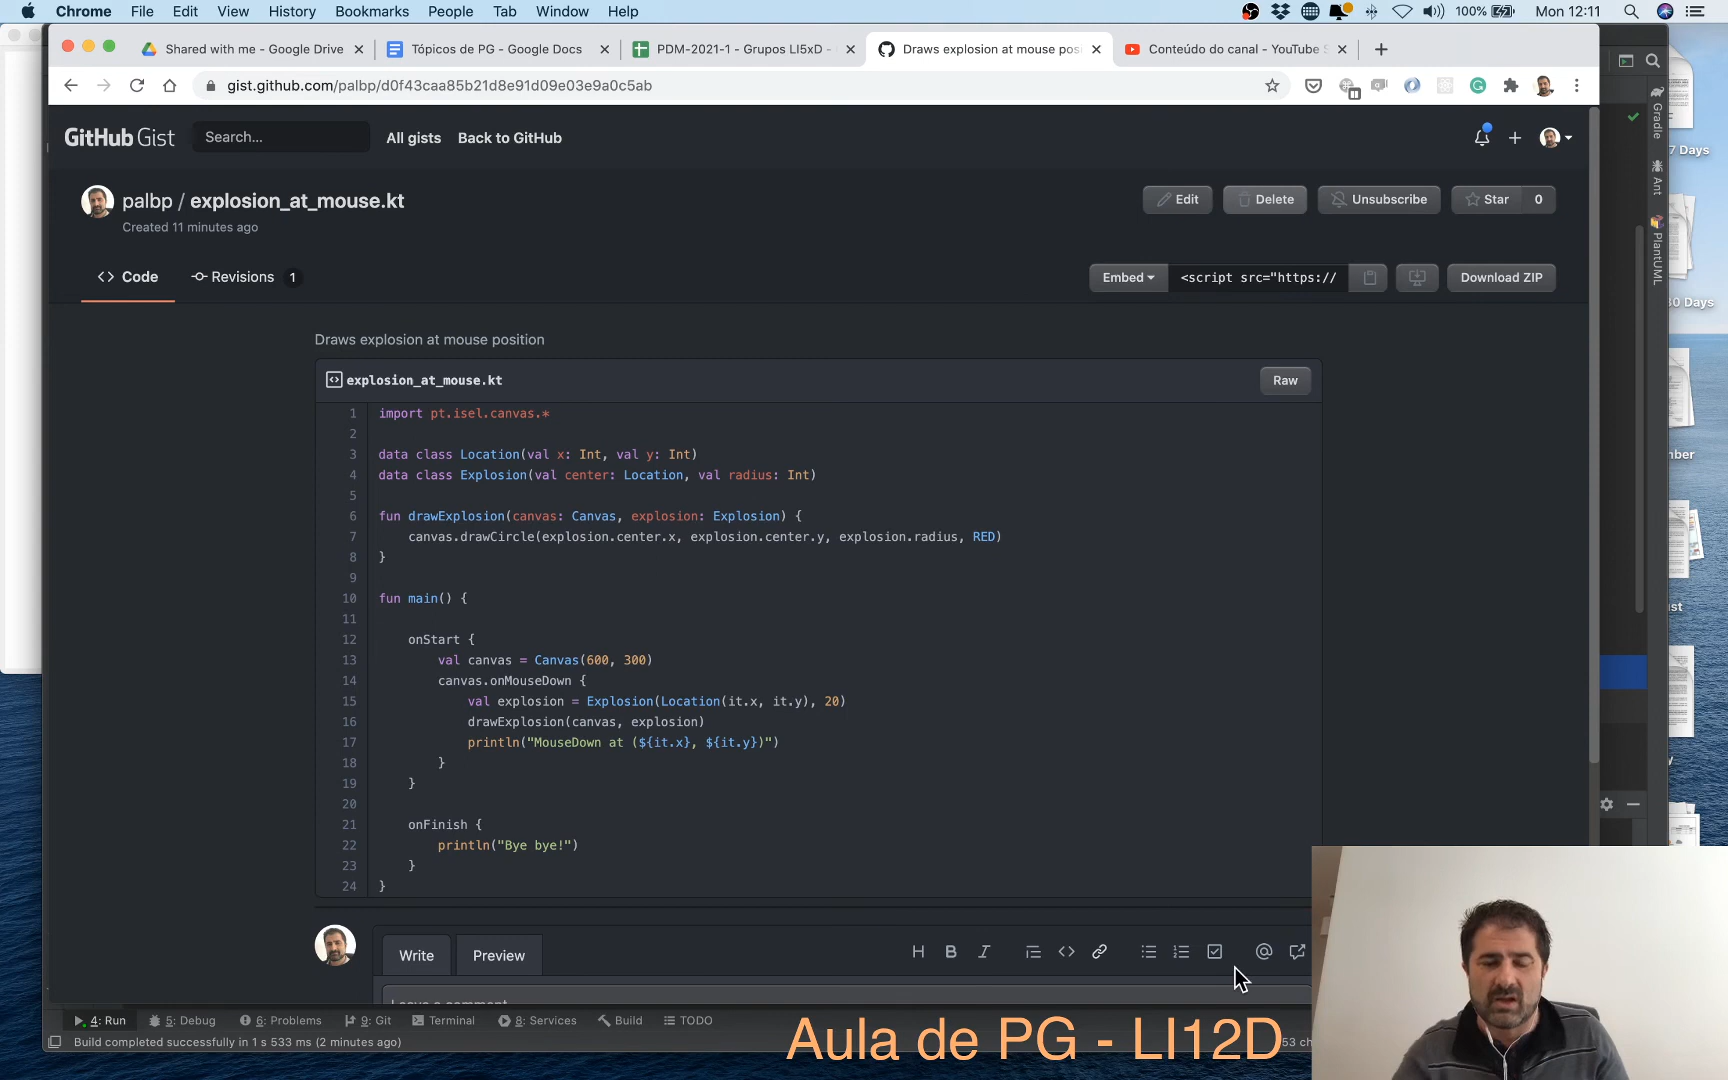 Chrome File Edit View History Bookmarks People Tab Window Help 100% Mon 12:11
Shared with me - Google Drive Tópicos de PG - Google Docs PDM-2021-1 - Grupos LI5xD - Draws explosion at mouse pos Conteúdo do canal - YouTube S
gist.github.com/palbp/d0f43caa85b21d8e91d09e03e9a0c5ab
GitHub Gist Search... All gists Back to GitHub
palbp / explosion_at_mouse.kt Edit Delete Unsubscribe Star 0
Created 11 minutes ago
Code Revisions 1 Embed <script src="https:// Download ZIP
Draws explosion at mouse position
explosion_at_mouse.kt Raw
1 import pt.isel.canvas.*
2
3 data class Location(val x: Int, val y: Int)
4 data class Explosion(val center: Location, val radius: Int)
5
6 fun drawExplosion(canvas: Canvas, explosion: Explosion) {
7 canvas.drawCircle(explosion.center.x, explosion.center.y, explosion.radius, RED)
8 }
9
10 fun main() {
11
12 onStart {
13 val canvas = Canvas(600, 300)
14 canvas.onMouseDown {
15 val explosion = Explosion(Location(it.x, it.y), 20)
16 drawExplosion(canvas, explosion)
17 println("MouseDown at (${it.x}, ${it.y})")
18 }
19 }
20
21 onFinish {
22 println("Bye bye!")
23 }
24 }
Write Preview
Leave a comment
4: Run 5: Debug 6: Problems 9: Git Terminal 8: Services Build TODO
Build completed successfully in 1 s 533 ms (2 minutes ago)
Aula de PG - LI12D
53 ch
Gradle
Ant
PlantUML
7 Days
30 Days
mber
st
y